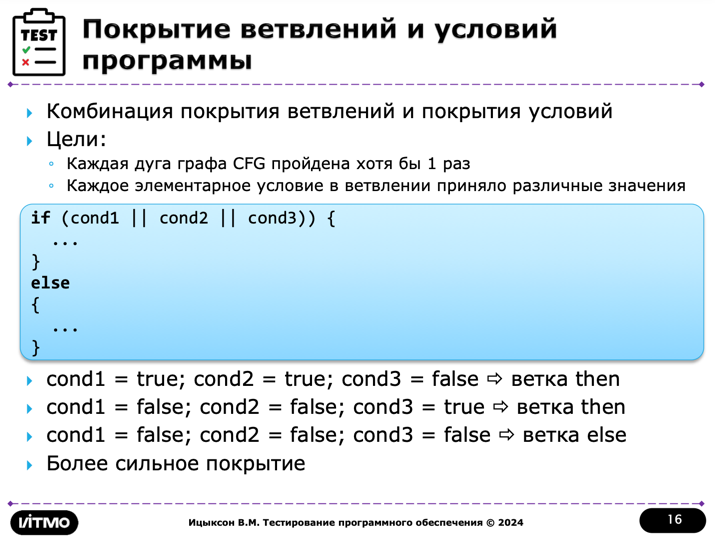 TEST
Покрытие ветвлений и условий
программы
Комбинация покрытия ветвлений и покрытия условий
Цели:
Каждая дуга графа CFG пройдена хотя бы 1 раз
Каждое элементарное условие в ветвлении приняло различные значения
if (cond1 || cond2 || cond3)) {
...
}
else
{
...
}
cond1 = true; cond2 = true; cond3 = false ⇨ ветка then
cond1 = false; cond2 = false; cond3 = true ⇨ ветка then
cond1 = false; cond2 = false; cond3 = false ⇨ ветка else
Более сильное покрытие
ИТМО
Ицыксон В.М. Тестирование программного обеспечения © 2024
16